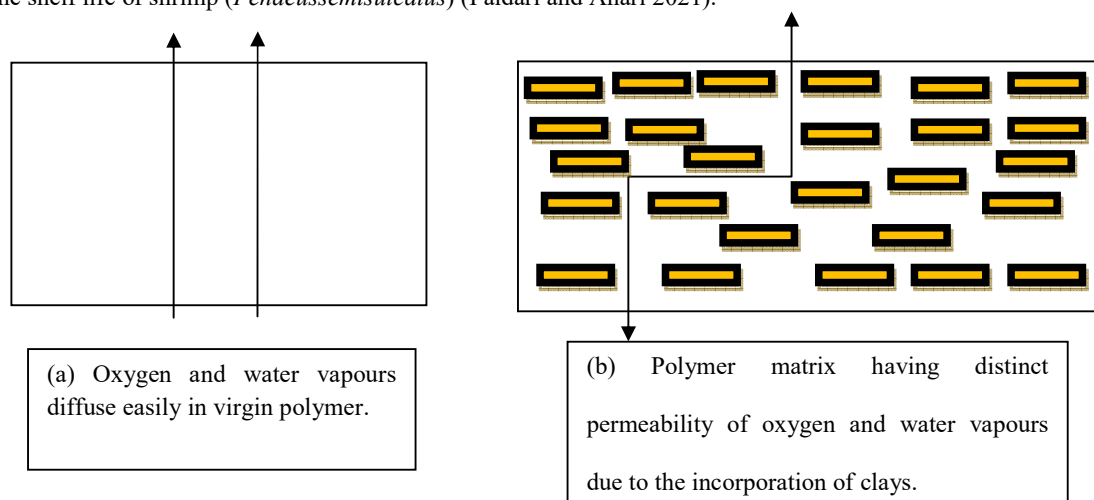 the shelf life of shrimp (Penaeussemisulcatus) (Paidari and Ahari 2021).
(a) Oxygen and water vapours
diffuse easily in virgin polymer.
(b) Polymer matrix having distinct
permeability of oxygen and water vapours
due to the incorporation of clays.